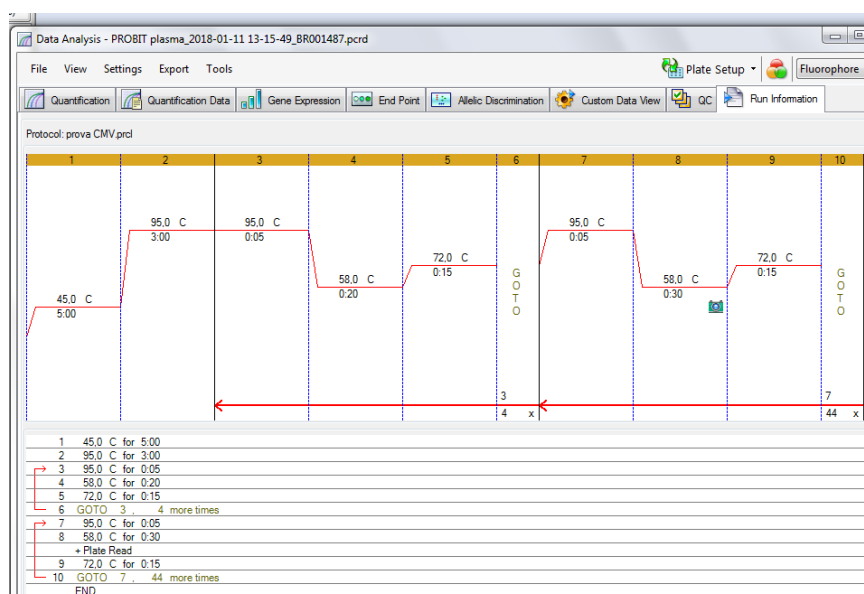 Data Analysis - PROBIT plasma_2018-01-11 13-15-49_BR001487.pcrd
File View Settings Export Tools Plate Setup Fluorophore
Quantification Quantification Data Gene Expression End Point Allelic Discrimination Custom Data View QC Run Information
Protocol: prova CMV.prcl
1 2 3 4 5 6 7 8 9 10
95,0 C 95,0 C 95,0 C
3:00 0:05 0:05
72,0 C 72,0 C
0:15 0:15
58,0 C 58,0 C
0:20 0:30
GOTO GOTO
45,0 C
5:00
3 7
4 x 44 x
1 45,0 C for 5:00
2 95,0 C for 3:00
3 95,0 C for 0:05
4 58,0 C for 0:20
5 72,0 C for 0:15
6 GOTO 3 , 4 more times
7 95,0 C for 0:05
8 58,0 C for 0:30
+ Plate Read
9 72,0 C for 0:15
10 GOTO 7 , 44 more times
END